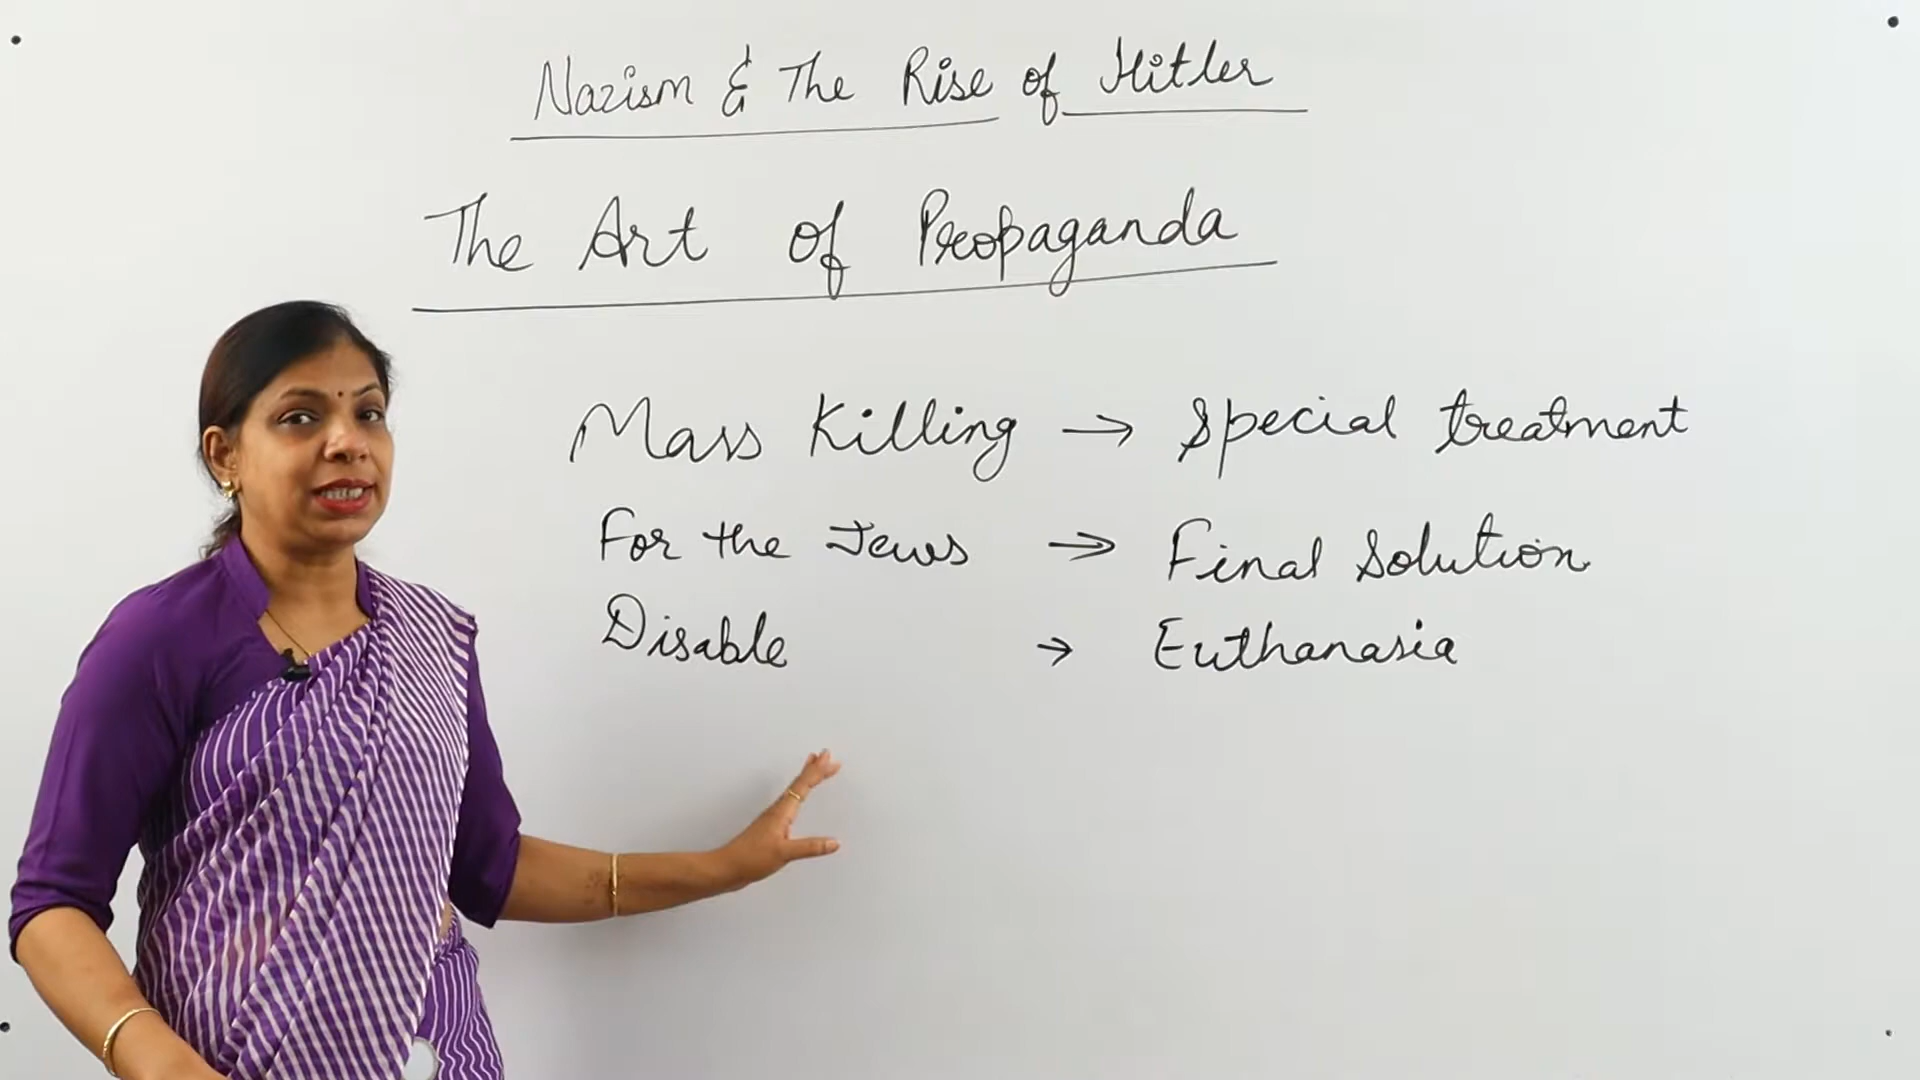 Nazism & The Rise of Hitler
The Art of Propaganda
Mass Killing → Special treatment
For the Jews → Final Solution
Disable → Euthanasia